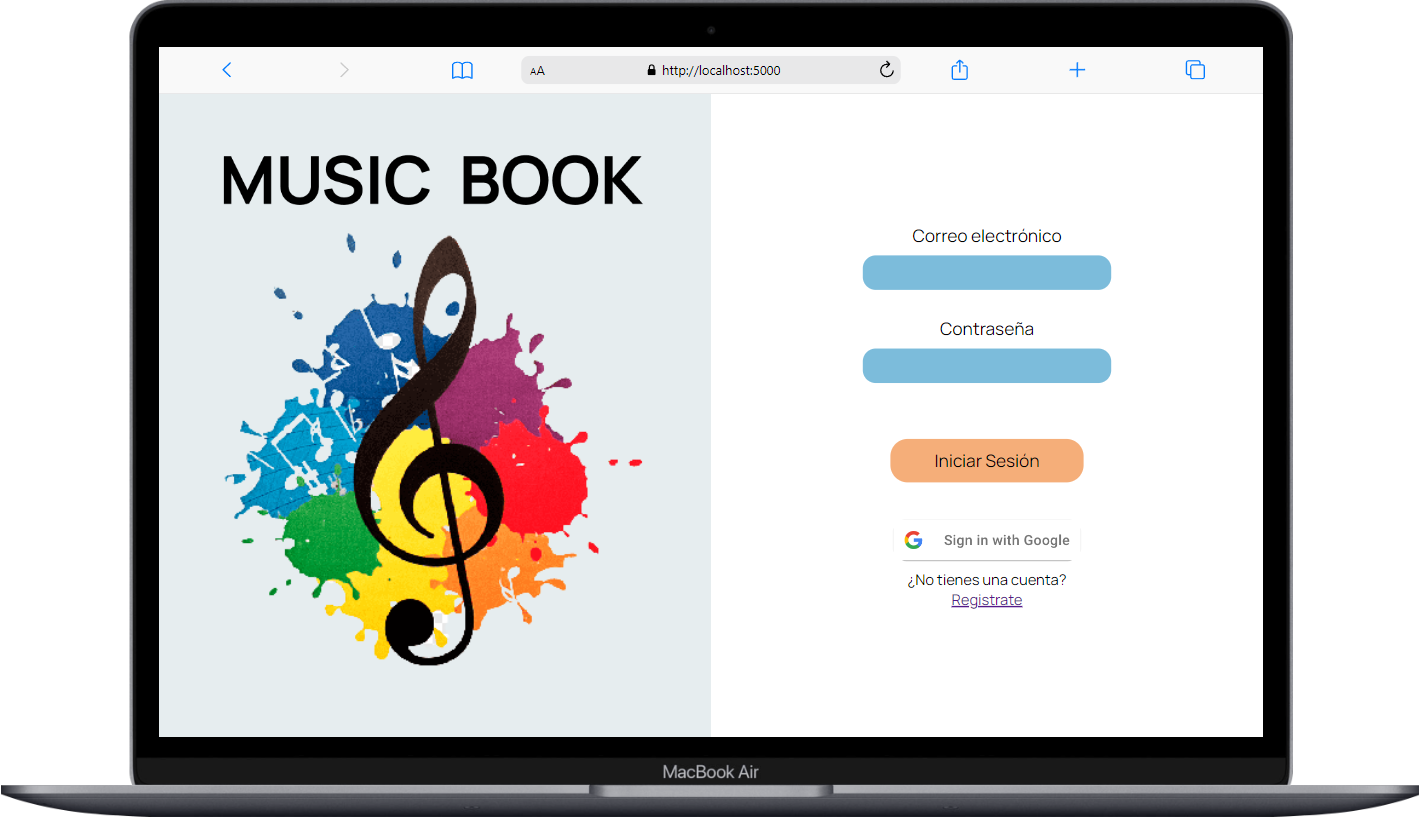 AA
http://localhost:5000
MUSIC BOOK
Correo electrónico
Contraseña
Iniciar Sesión
Sign in with Google
¿No tienes una cuenta?
Registrate
MacBook Air